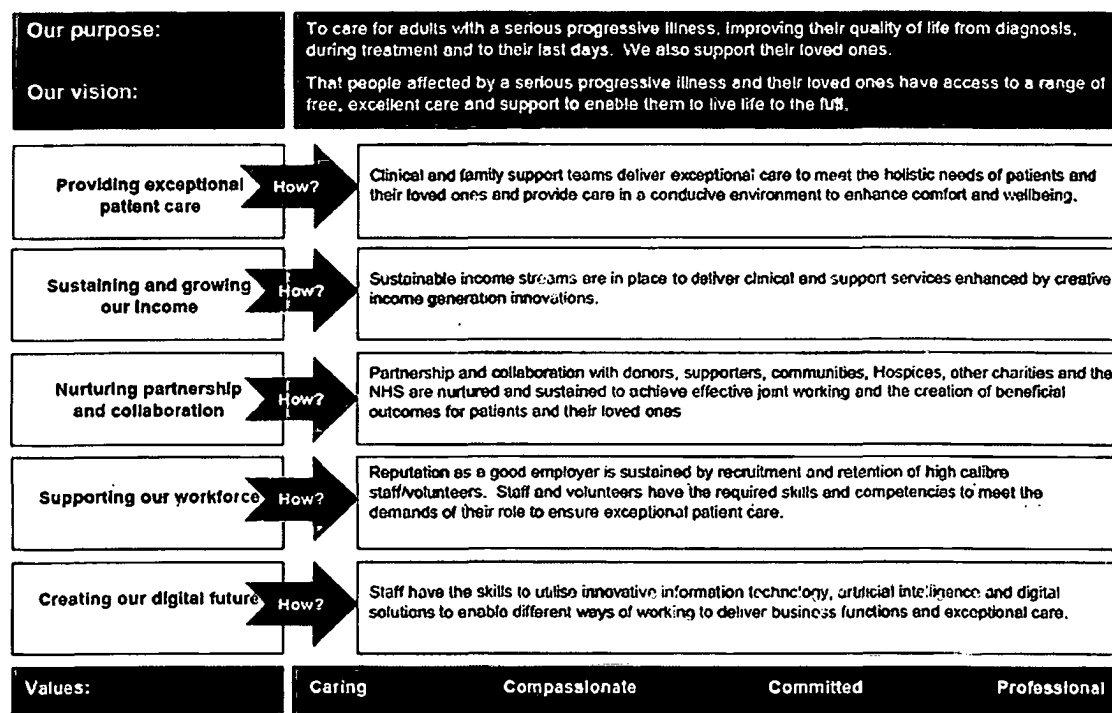 Our purpose:
To care for adults with a serious progressive illness, improving their quality of life from diagnosis,
during treatment and to their last days. We also support their loved ones.
Our vision:
That people affected by a serious progressive illness and their loved ones have access to a range of
free, excellent care and support to enable them to live life to the full.
Providing exceptional
patient care
How?
Clinical and family support teams deliver exceptional care to meet the holistic needs of patients and
their loved ones and provide care in a conducive environment to enhance comfort and wellbeing.
Sustaining and growing
our income
How?
Sustainable income streams are in place to deliver clinical and support services enhanced by creative
income generation innovations.
Nurturing partnership
and collaboration
How?
Partnership and collaboration with donors, supporters, communities, Hospices, other charities and the
NHS are nurtured and sustained to achieve effective joint working and the creation of beneficial
outcomes for patients and their loved ones
Supporting our workforce
How?
Reputation as a good employer is sustained by recruitment and retention of high calibre
staff/volunteers. Staff and volunteers have the required skills and competencies to meet the
demands of their role to ensure exceptional patient care.
Creating our digital future
How?
Staff have the skills to utilise innovative information technology, artificial intelligence and digital
solutions to enable different ways of working to deliver business functions and exceptional care.
Values:
Caring Compassionate Committed Professional